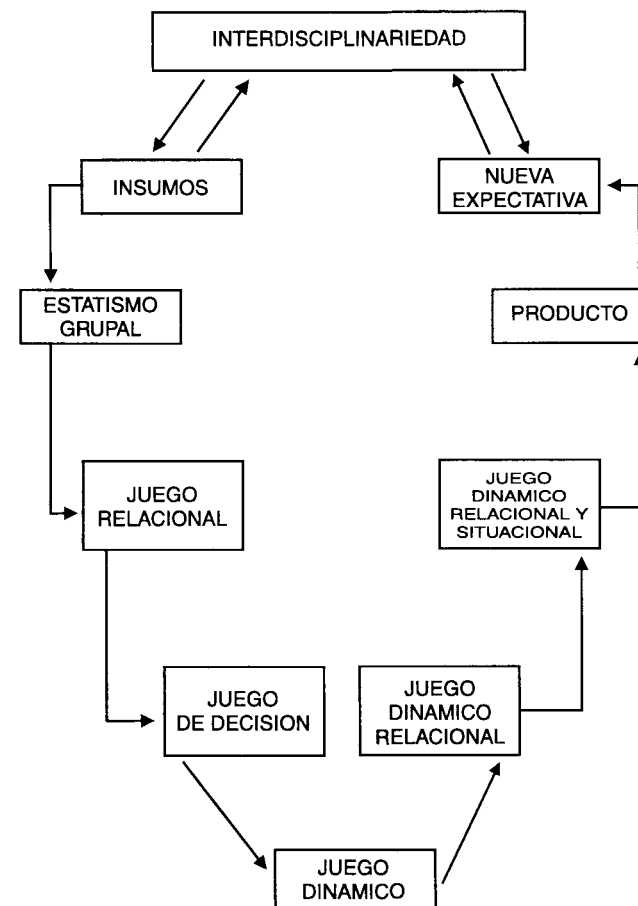 INTERDISCIPLINARIEDAD
INSUMOS
NUEVA
EXPECTATIVA
ESTATISMO
GRUPAL
PRODUCTO
JUEGO
RELACIONAL
JUEGO
DINAMICO
RELACIONAL Y
SITUACIONAL
JUEGO
DE DECISION
JUEGO
DINAMICO
RELACIONAL
JUEGO
DINAMICO